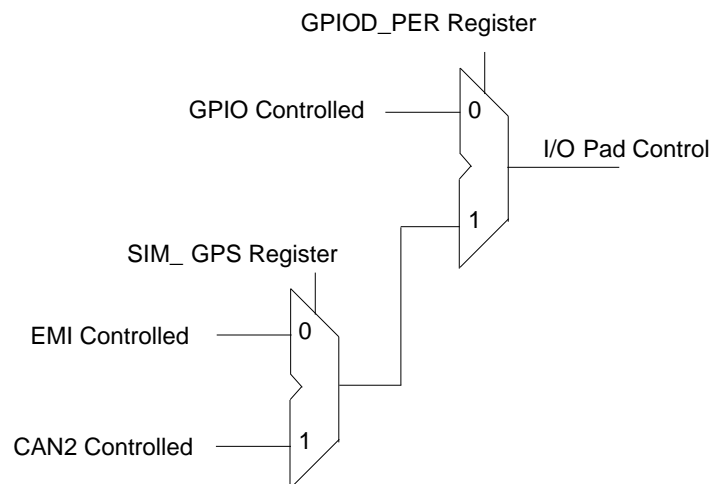 GPIOD_PER Register
GPIO Controlled
0
I/O Pad Control
1
SIM_ GPS Register
EMI Controlled
0
CAN2 Controlled
1